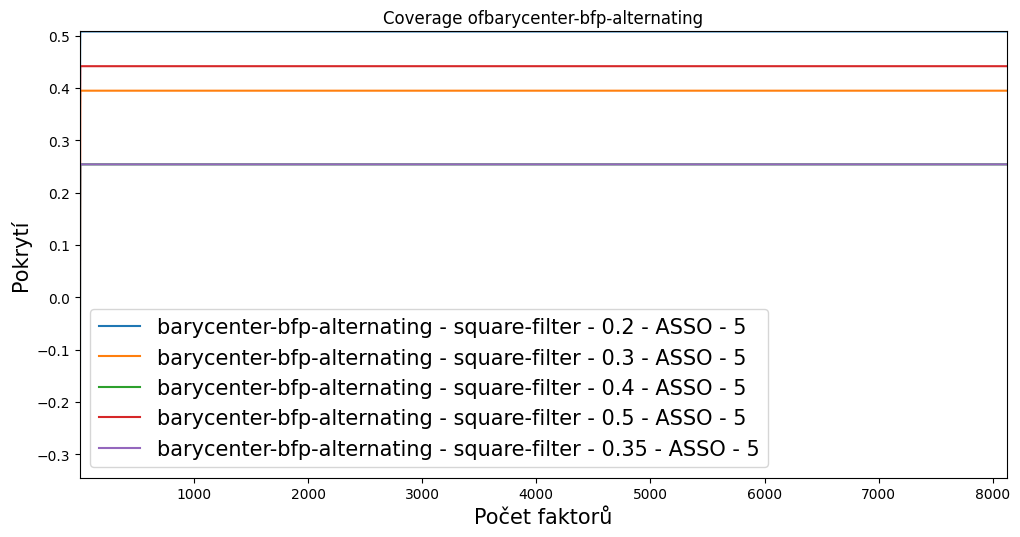 Coverage ofbarycenter-bfp-alternating
0.5
0.4
0.3
0.2
0.1
0.0
−0.1
−0.2
−0.3
Pokrytí
barycenter-bfp-alternating - square-filter - 0.2 - ASSO - 5
barycenter-bfp-alternating - square-filter - 0.3 - ASSO - 5
barycenter-bfp-alternating - square-filter - 0.4 - ASSO - 5
barycenter-bfp-alternating - square-filter - 0.5 - ASSO - 5
barycenter-bfp-alternating - square-filter - 0.35 - ASSO - 5
1000 2000 3000 4000 5000 6000 7000 8000
Počet faktorů